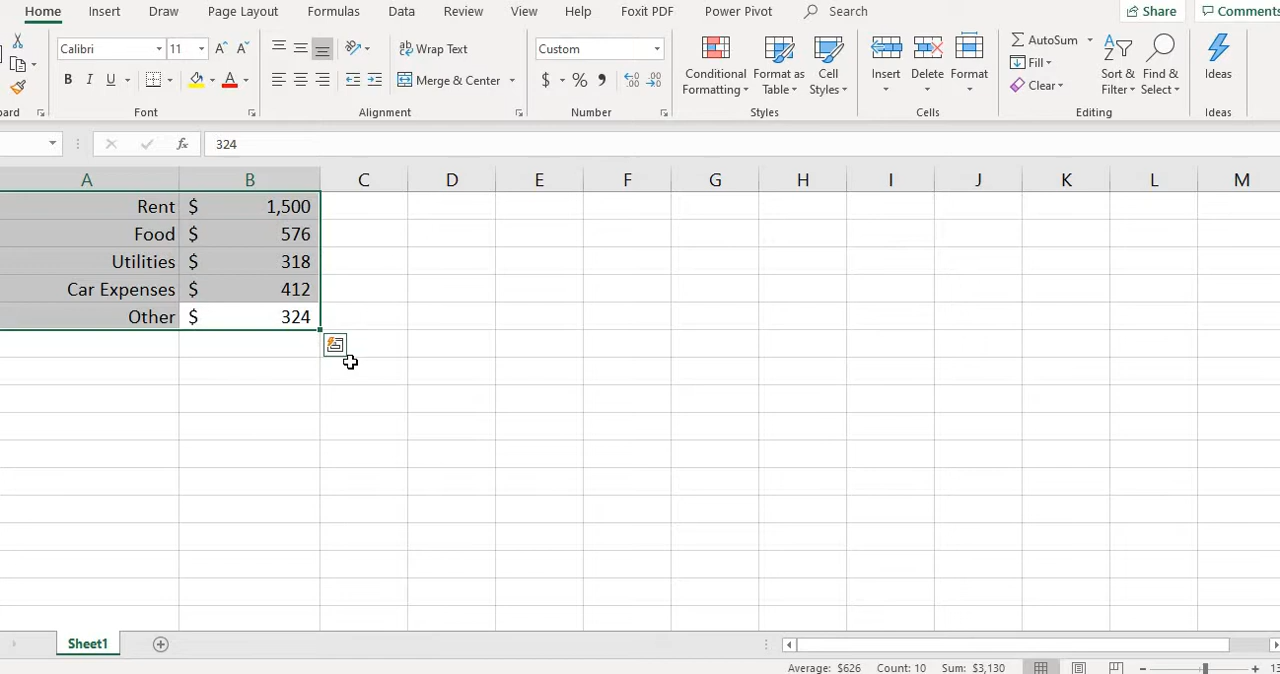 Home Insert Draw Page Layout Formulas Data Review View Help Foxit PDF Power Pivot Search Share Comments
Calibri 11 A A Wrap Text Custom AutoSum
B I U A Merge & Center $ % Conditional Formatting Format as Table Cell Styles Insert Delete Format Fill Sort & Filter Find & Select Ideas
Clear
ard Font Alignment Number Styles Cells Editing Ideas
fx 324
A B C D E F G H I J K L M
Rent $ 1,500
Food $ 576
Utilities $ 318
Car Expenses $ 412
Other $ 324
Sheet1
Average: $626 Count: 10 Sum: $3,130